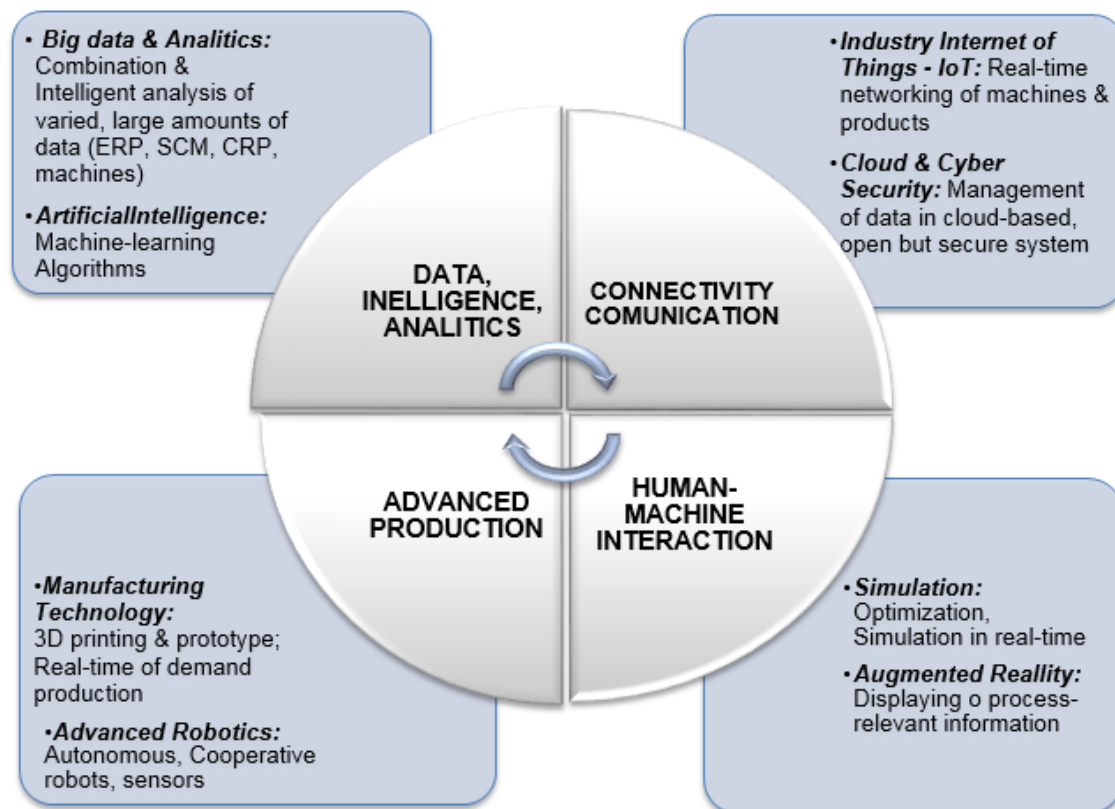 • Big data & Analitics:
Combination &
Intelligent analysis of
varied, large amounts of
data (ERP, SCM, CRP,
machines)
•ArtificialIntelligence:
Machine-learning
Algorithms
•Industry Internet of
Things - IoT: Real-time
networking of machines &
products
•Cloud & Cyber
Security: Management
of data in cloud-based,
open but secure system
DATA,
INELLIGENCE,
ANALITICS
CONNECTIVITY
COMUNICATION
ADVANCED
PRODUCTION
HUMAN-
MACHINE
INTERACTION
•Manufacturing
Technology:
3D printing & prototype;
Real-time of demand
production
•Advanced Robotics:
Autonomous, Cooperative
robots, sensors
•Simulation:
Optimization,
Simulation in real-time
•Augmented Reallity:
Displaying o process-
relevant information